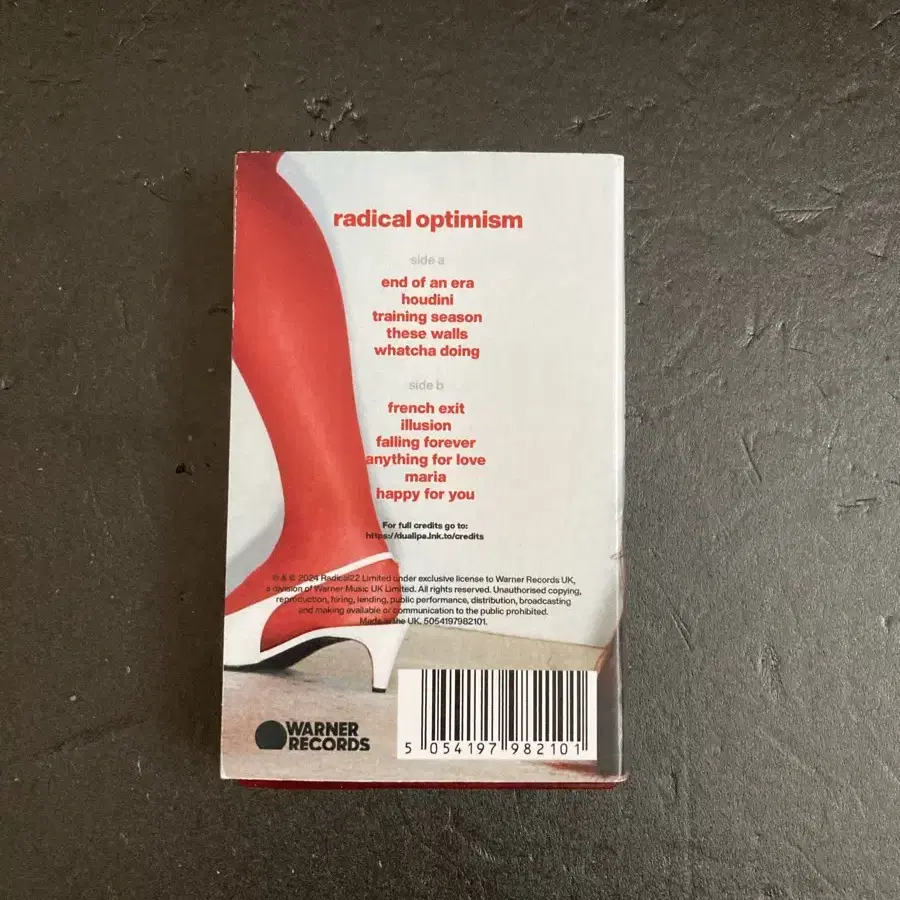 radical optimism
side a
end of an era
houdini
training season
these walls
whatcha doing
side b
french exit
illusion
falling forever
anything for love
maria
happy for you
For full credits go to:
https://dualipa.lnk.to/credits
℗ & © 2024 Radical22 Limited under exclusive license to Warner Records UK,
a division of Warner Music UK Limited. All rights reserved. Unauthorised copying,
reproduction, hiring, lending, public performance, distribution, broadcasting
and making available or communication to the public prohibited.
Made in the UK. 5054197982101.
WARNER
RECORDS
5 054197 982101